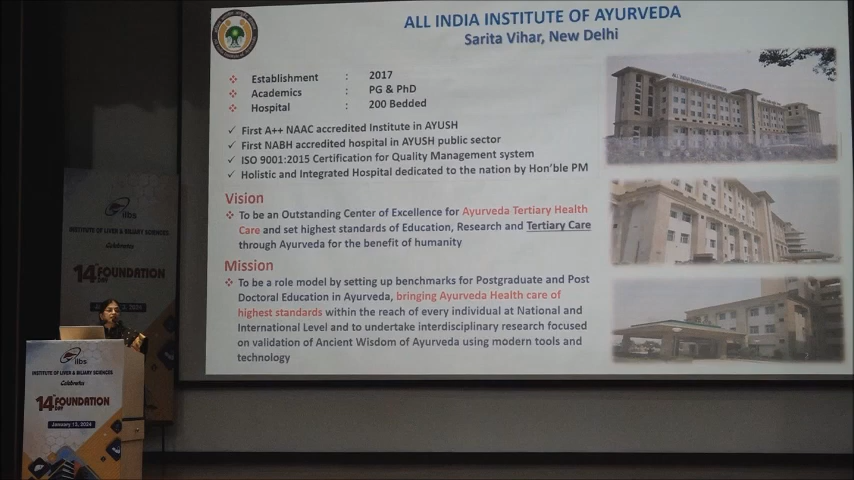 ALL INDIA INSTITUTE OF AYURVEDA
Sarita Vihar, New Delhi
Establishment : 2017
Academics : PG & PhD
Hospital : 200 Bedded
✓ First A++ NAAC accredited Institute in AYUSH
✓ First NABH accredited hospital in AYUSH public sector
✓ ISO 9001:2015 Certification for Quality Management system
✓ Holistic and Integrated Hospital dedicated to the nation by Hon'ble PM
Vision
To be an Outstanding Center of Excellence for Ayurveda Tertiary Health
Care and set highest standards of Education, Research and Tertiary Care
through Ayurveda for the benefit of humanity
Mission
To be a role model by setting up benchmarks for Postgraduate and Post
Doctoral Education in Ayurveda, bringing Ayurveda Health care of
highest standards within the reach of every individual at National and
International Level and to undertake interdisciplinary research focused
on validation of Ancient Wisdom of Ayurveda using modern tools and
technology
ilbs
INSTITUTE OF LIVER & BILIARY SCIENCES
Celebrates
14th FOUNDATION
DAY
ilbs
INSTITUTE OF LIVER & BILIARY SCIENCES
Celebrates
14th FOUNDATION
DAY
January 13, 2024